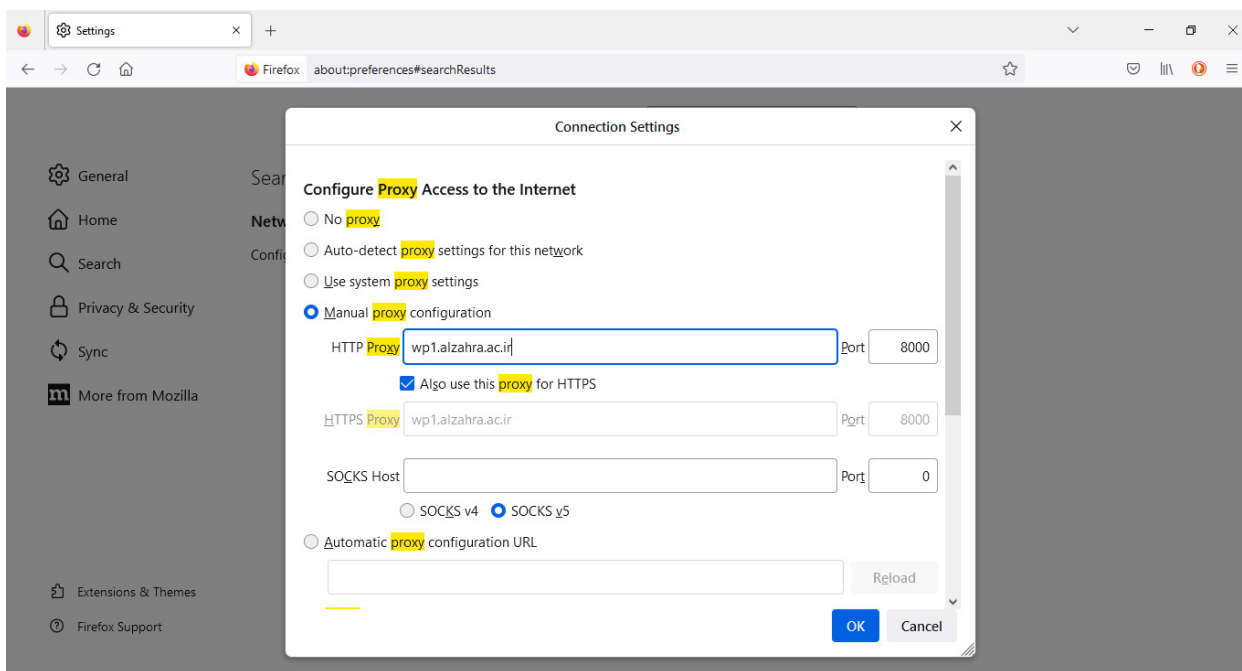 Settings
Firefox about:preferences#searchResults
Connection Settings
General
Home
Search
Privacy & Security
Sync
More from Mozilla
Extensions & Themes
Firefox Support
Sear
Netw
Config
Configure Proxy Access to the Internet
No proxy
Auto-detect proxy settings for this network
Use system proxy settings
Manual proxy configuration
HTTP Proxy wp1.alzahra.ac.ir Port 8000
Also use this proxy for HTTPS
HTTPS Proxy wp1.alzahra.ac.ir Port 8000
SOCKS Host Port 0
SOCKS v4 SOCKS v5
Automatic proxy configuration URL
Reload
OK Cancel